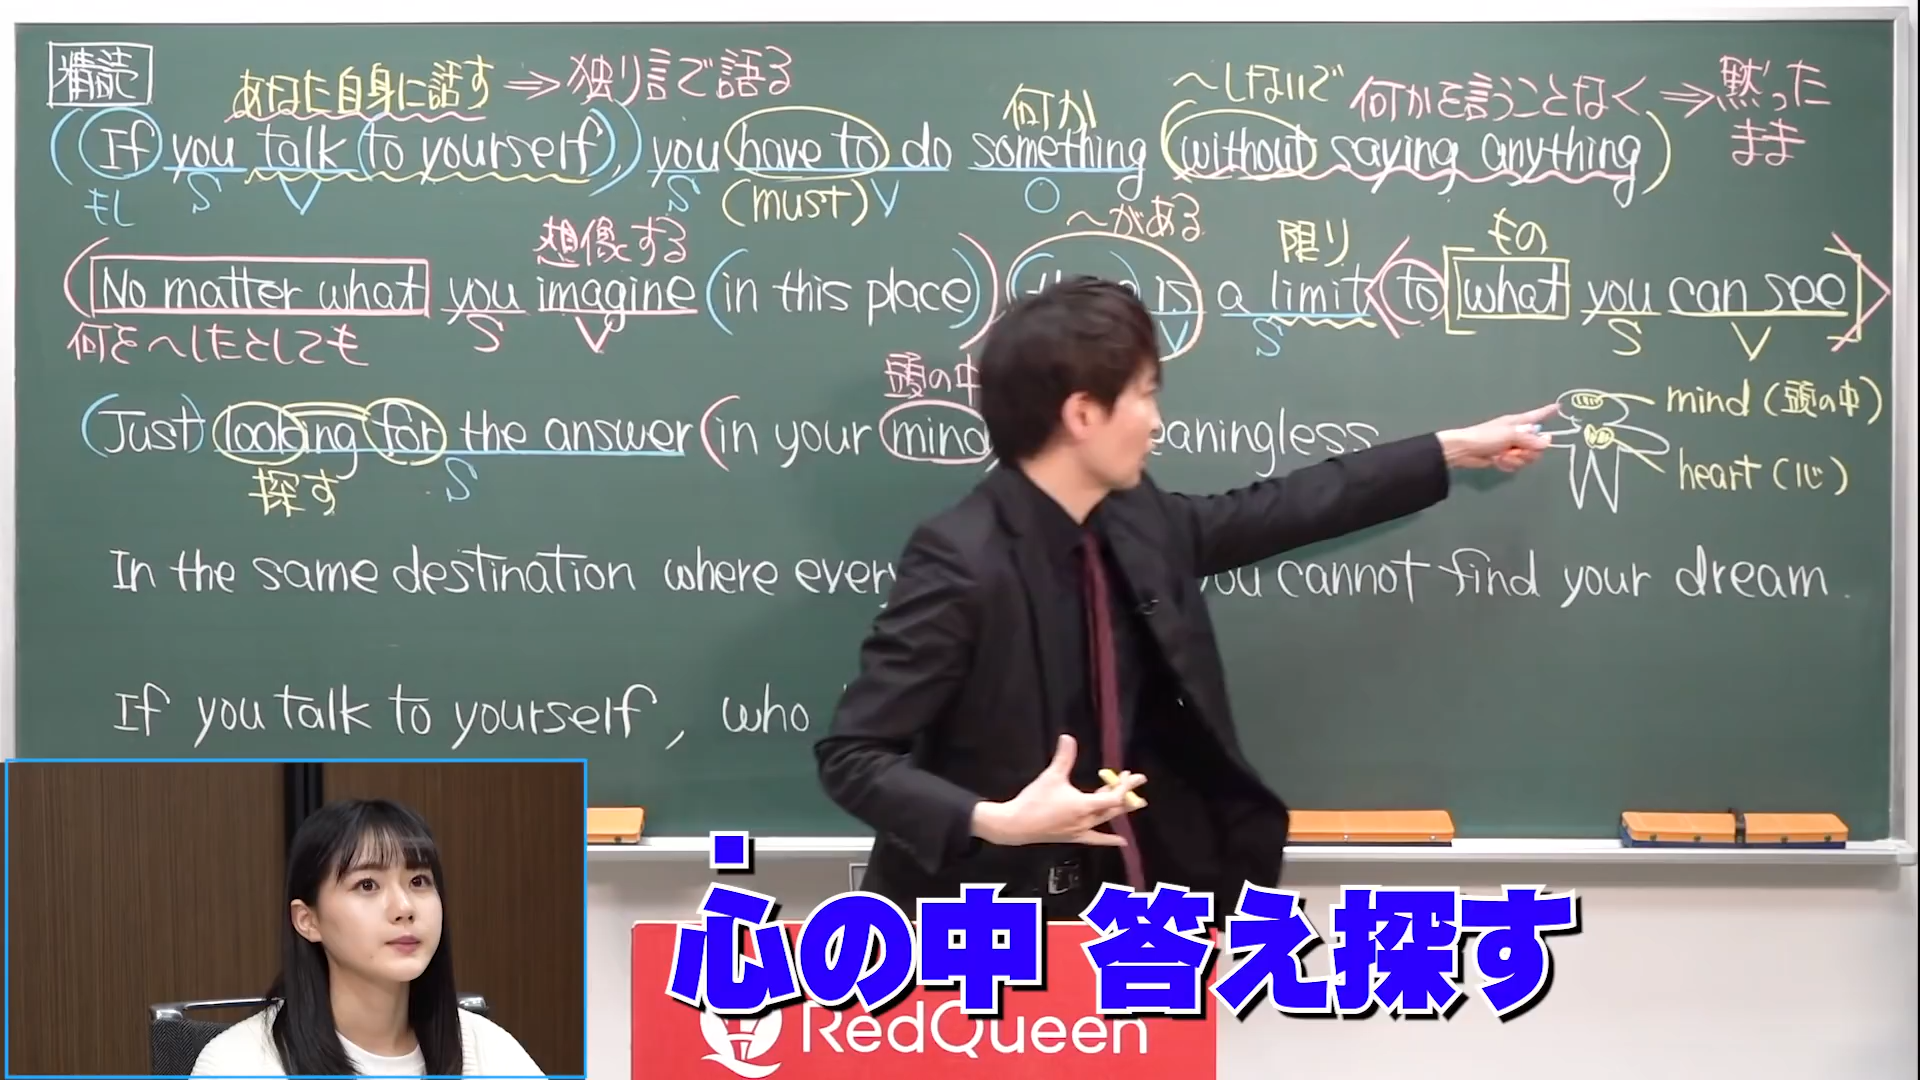 精読
あなた自身に話す ⇒ 独り言で語る
何か
〜しないで
何かを言うことなく ⇒ 黙った
まま
(If you talk (to yourself),) you have to do something (without saying anything)
もし S V S (must) V O
想像する
〜がある
限り
もの
(No matter what you imagine (in this place)) is a limit <to [what you can see]>
何を〜したとしても S V V S S V
頭の中
(Just) looking for the answer (in your mind eaningless
探す S
mind (頭の中)
heart (心)
In the same destination where every ou cannot find your dream.
If you talk to yourself, who
心の中 答え探す
RedQueen